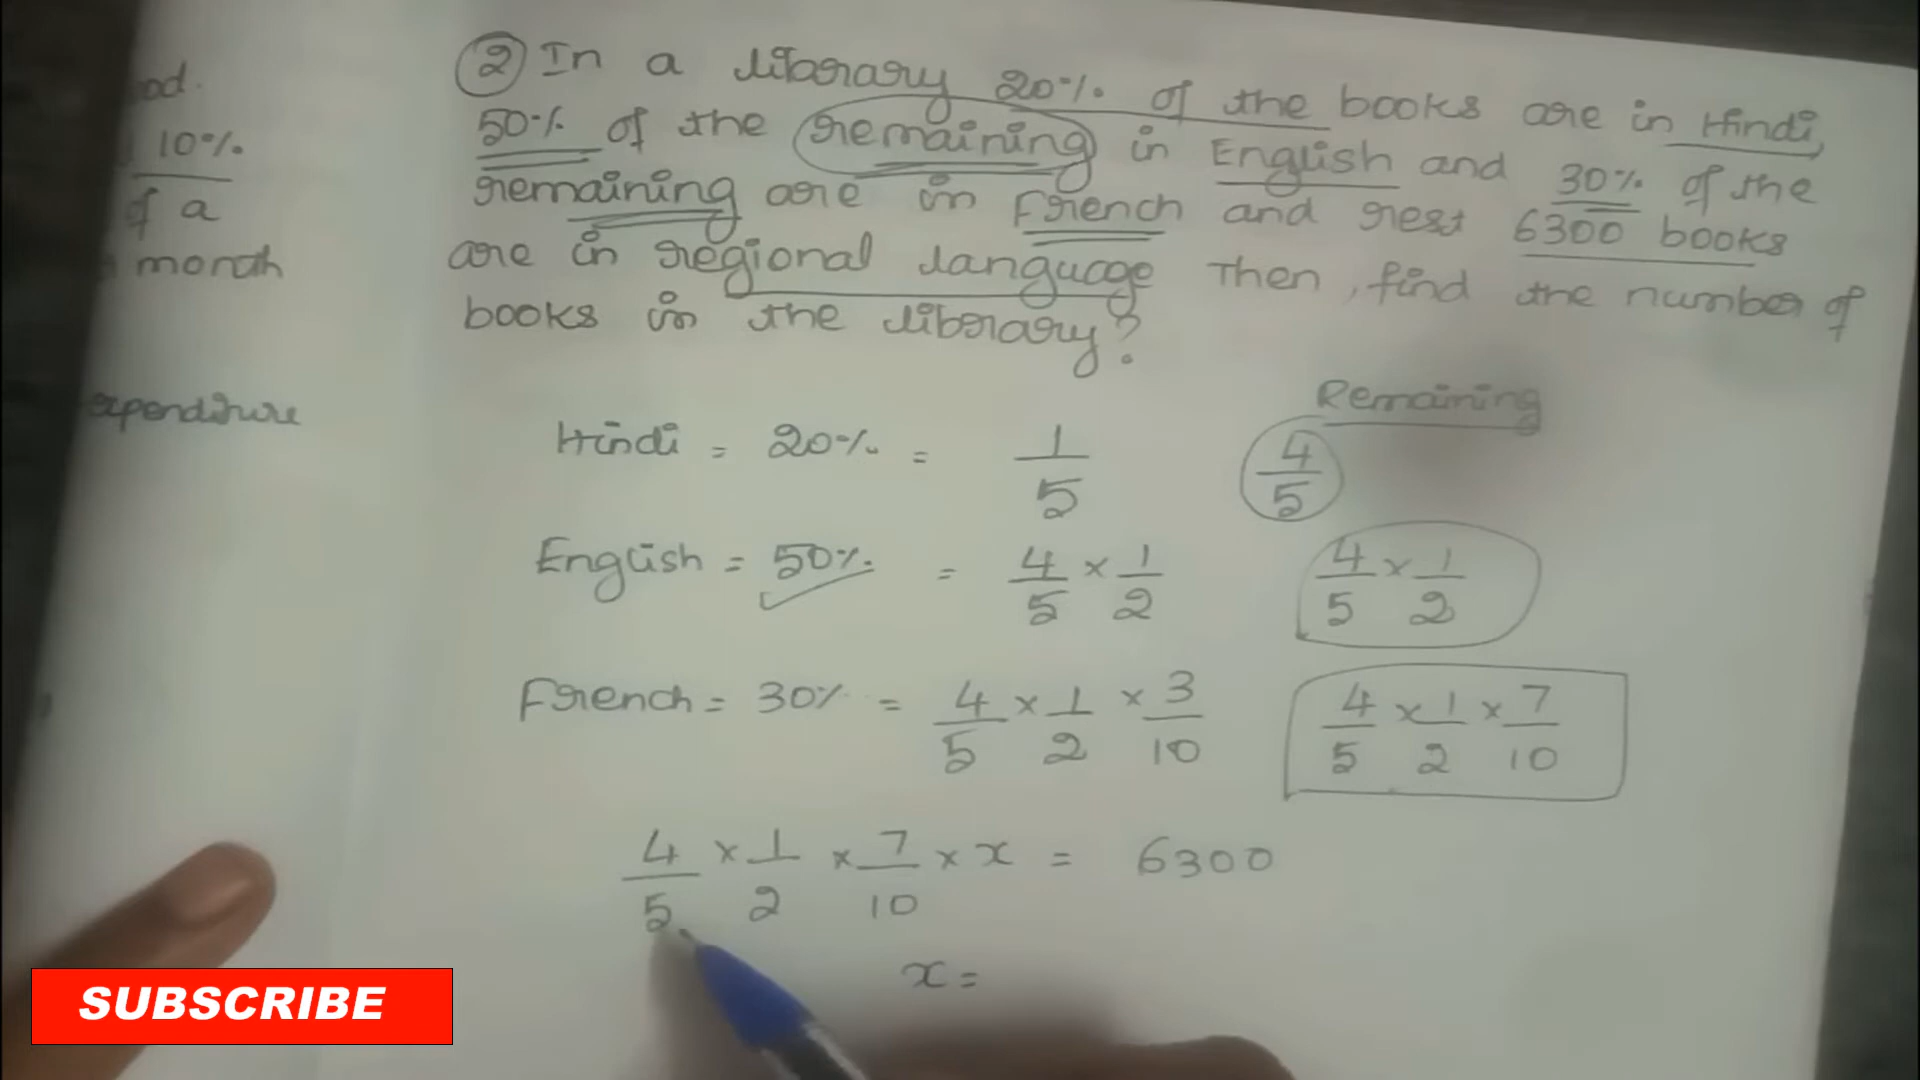 ② In a library 20% of the books are in Hindi,
50% of the remaining in English and 30% of the
remaining are in French and rest 6300 books
are in regional language Then, find the number of
books in the library?
10%
a
month
Remaining
Hindi = 20% = 1/5 4/5
English = 50% = 4/5 × 1/2 4/5 × 1/2
French = 30% = 4/5 × 1/2 × 3/10 4/5 × 1/2 × 7/10
4/5 × 1/2 × 7/10 × x = 6300
x =
SUBSCRIBE